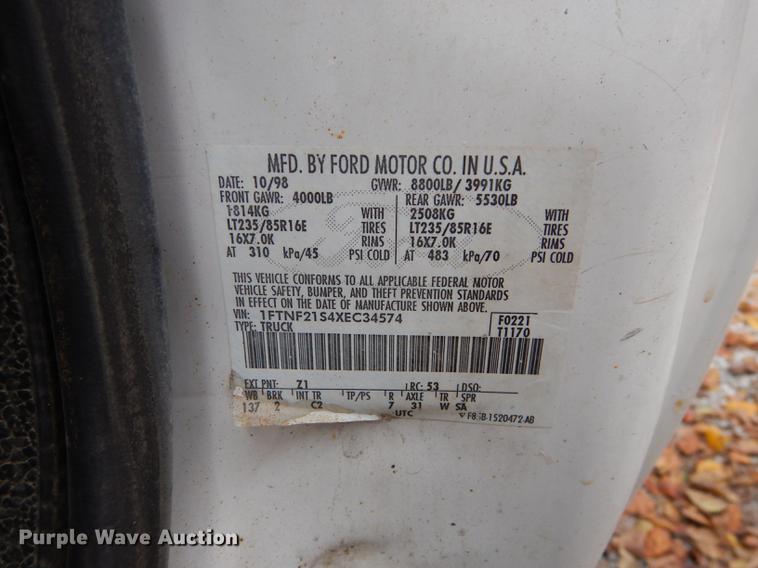 MFD. BY FORD MOTOR CO. IN U.S.A.
DATE: 10/98 GVWR: 8800LB/ 3991KG
FRONT GAWR: 4000LB REAR GAWR: 5530LB
1814KG WITH 2508KG WITH
LT235/85R16E TIRES LT235/85R16E TIRES
16X7.0K RIMS 16X7.0K RIMS
AT 310 kPa/45 PSI COLD AT 483 kPa/70 PSI COLD
THIS VEHICLE CONFORMS TO ALL APPLICABLE FEDERAL MOTOR
VEHICLE SAFETY, BUMPER, AND THEFT PREVENTION STANDARDS
IN EFFECT ON THE DATE OF MANUFACTURE SHOWN ABOVE.
VIN: 1FTNF21S4XEC34574 F0221
TYPE: TRUCK T1170
EXT PNT: Z1 RC: 53 DSO:
WB BRK INT TR TP/PS R AXLE TR SPR
137 2 C2 7 31 W SA
UTC
Purple Wave Auction